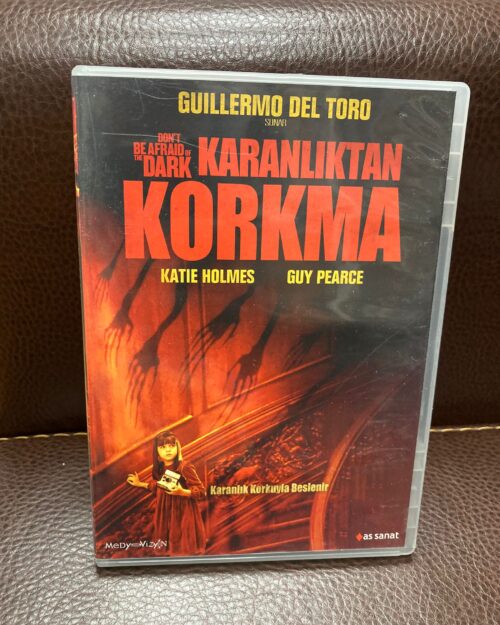 GUILLERMO DEL TORO
SUNAR
DON'T
BE AFRAID OF
THE DARK
KARANLIKTAN
KORKMA
KATIE HOLMES GUY PEARCE
Karanlık Korkuyla Beslenir
MeDyaVizyoN
as sanat